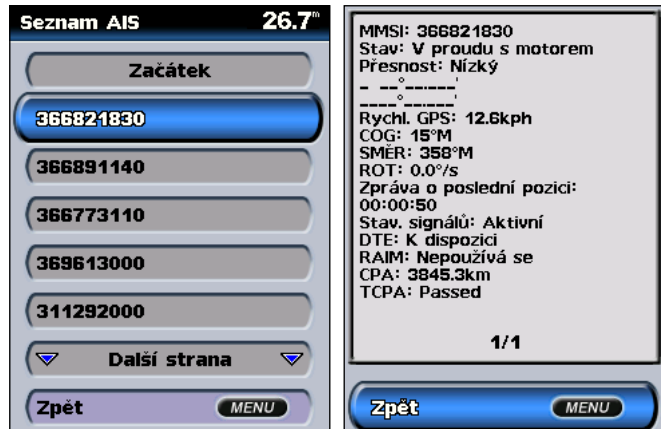 Seznam AIS 26.7m
Začátek
366821830
366891140
366773110
369613000
311292000
Další strana
Zpět MENU
MMSI: 366821830
Stav: V proudu s motorem
Přesnost: Nízký
- --°--.---'
---°--.---'
Rychl. GPS: 12.6kph
COG: 15°M
SMĚR: 358°M
ROT: 0.0°/s
Zpráva o poslední pozici:
00:00:50
Stav. signálů: Aktivní
DTE: K dispozici
RAIM: Nepoužívá se
CPA: 3845.3km
TCPA: Passed
1/1
Zpět MENU